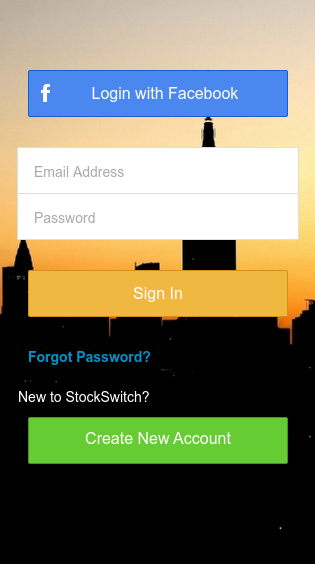 Login with Facebook
Email Address
Password
Sign In
Forgot Password?
New to StockSwitch?
Create New Account